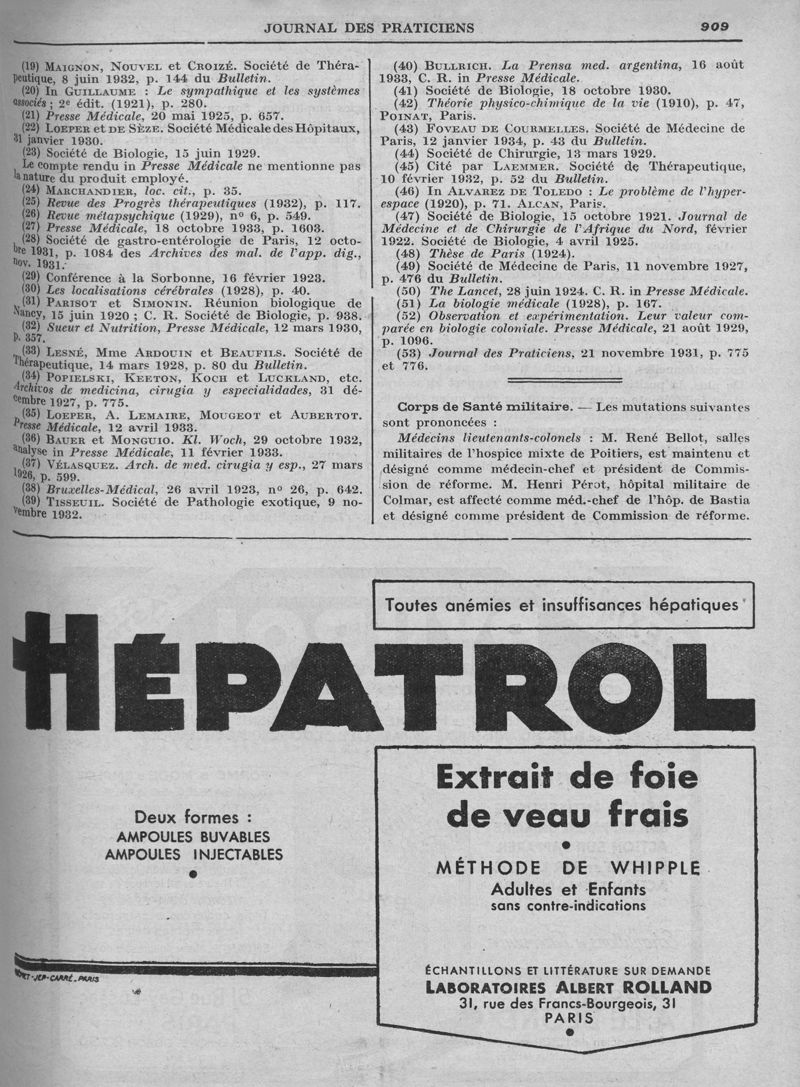 JOURNAL DES PRATICIENS
909
(19) MAIGNON, NOUVEL et CROIZÉ. Société de Théra-
peutique, 8 juin 1932, p. 144 du Bulletin.
(20) In GUILLAUME : Le sympathique et les systèmes
associés ; 2e édit. (1921), p. 280.
(21) Presse Médicale, 20 mai 1925, p. 657.
(22) LOEPER et DE SÈZE. Société Médicale des Hôpitaux,
31 janvier 1930.
(23) Société de Biologie, 15 juin 1929.
Le compte rendu in Presse Médicale ne mentionne pas
la nature du produit employé.
(24) MARCHANDIER, loc. cit., p. 35.
(25) Revue des Progrès thérapeutiques (1932), p. 117.
(26) Revue métapsychique (1929), no 6, p. 549.
(27) Presse Médicale, 18 octobre 1933, p. 1603.
(28) Société de gastro-entérologie de Paris, 12 octo-
bre 1931, p. 1084 des Archives des mal. de l'app. dig.,
nov. 1931.
(29) Conférence à la Sorbonne, 16 février 1923.
(30) Les localisations cérébrales (1928), p. 40.
(31) PARISOT et SIMONIN. Réunion biologique de
Nancy, 15 juin 1920 ; C. R. Société de Biologie, p. 938.
(32) Sueur et Nutrition, Presse Médicale, 12 mars 1930,
p. 357.
(33) LESNÉ, Mme ARDOUIN et BEAUFILS. Société de
Thérapeutique, 14 mars 1928, p. 80 du Bulletin.
(34) POPIELSKI, KEETON, KOCH et LUCKLAND, etc.
Archivos de medicina, cirugia y especialidades, 31 dé-
cembre 1927, p. 775.
(35) LOEPER, A. LEMAIRE, MOUGEOT et AUBERTOT.
Presse Médicale, 12 avril 1933.
(36) BAUER et MONGUIO. Kl. Woch, 29 octobre 1932,
analyse in Presse Médicale, 11 février 1933.
(37) VÉLASQUEZ. Arch. de med. cirugia y esp., 27 mars
1926, p. 599.
(38) Bruxelles-Médical, 26 avril 1923, no 26, p. 642.
(39) TISSEUIL. Société de Pathologie exotique, 9 no-
vembre 1932.
(40) BULLRICH. La Prensa med. argentina, 16 août
1933, C. R. in Presse Médicale.
(41) Société de Biologie, 18 octobre 1930.
(42) Théorie physico-chimique de la vie (1910), p. 47,
POINAT, Paris.
(43) FOVEAU DE COURMELLES. Société de Médecine de
Paris, 12 janvier 1934, p. 43 du Bulletin.
(44) Société de Chirurgie, 13 mars 1929.
(45) Cité par LAEMMER. Société de Thérapeutique,
10 février 1932, p. 52 du Bulletin.
(46) In ALVAREZ DE TOLEDO : Le problème de l'hyper-
espace (1920), p. 71. ALCAN, Paris.
(47) Société de Biologie, 15 octobre 1921. Journal de
Médecine et de Chirurgie de l'Afrique du Nord, février
1922. Société de Biologie, 4 avril 1925.
(48) Thèse de Paris (1924).
(49) Société de Médecine de Paris, 11 novembre 1927,
p. 476 du Bulletin.
(50) The Lancet, 28 juin 1924. C. R. in Presse Médicale.
(51) La biologie médicale (1928), p. 167.
(52) Observation et expérimentation. Leur valeur com-
parée en biologie coloniale. Presse Médicale, 21 août 1929,
p. 1096.
(53) Journal des Praticiens, 21 novembre 1931, p. 775
et 776.
Corps de Santé militaire. — Les mutations suivantes
sont prononcées :
Médecins lieutenants-colonels : M. René Bellot, salles
militaires de l'hospice mixte de Poitiers, est maintenu et
désigné comme médecin-chef et président de Commis-
sion de réforme. M. Henri Pérot, hôpital militaire de
Colmar, est affecté comme méd.-chef de l'hôp. de Bastia
et désigné comme président de Commission de réforme.
Toutes anémies et insuffisances hépatiques
HÉPATROL
Deux formes :
AMPOULES BUVABLES
AMPOULES INJECTABLES
Extrait de foie
de veau frais
MÉTHODE DE WHIPPLE
Adultes et Enfants
sans contre-indications
ÉCHANTILLONS ET LITTÉRATURE SUR DEMANDE
LABORATOIRES ALBERT ROLLAND
31, rue des Francs-Bourgeois, 31
PARIS
-JEP-CARRÉ.PARIS